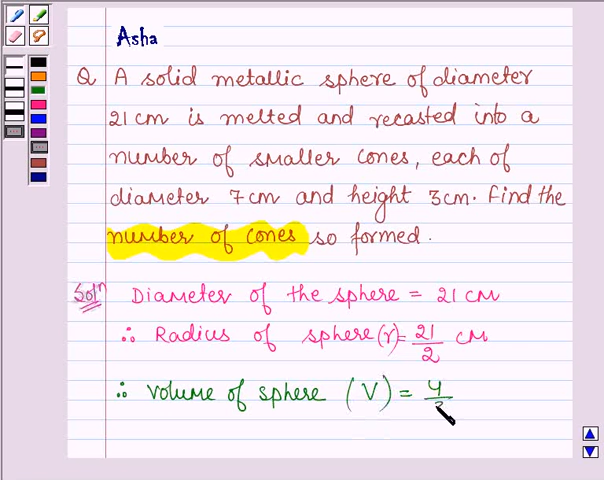 Asha
Q A solid metallic sphere of diameter
21 cm is melted and recasted into a
number of smaller cones, each of
diameter 7 cm and height 3 cm. Find the
number of cones so formed.
Solⁿ Diameter of the sphere = 21 cm
∴ Radius of sphere(r) = 21/2 cm
∴ Volume of sphere (V) = 4/3